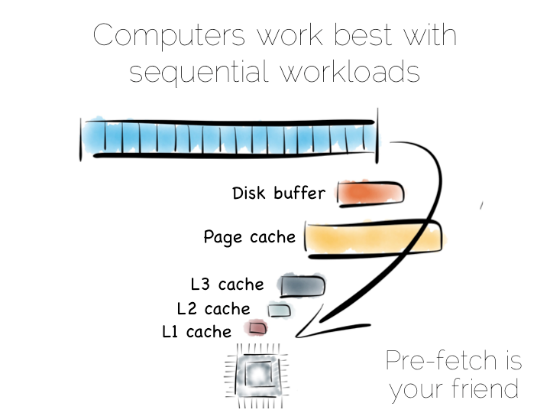 Computers work best with
sequential workloads
Disk buffer
Page cache
L3 cache
L2 cache
L1 cache
Pre-fetch is
your friend